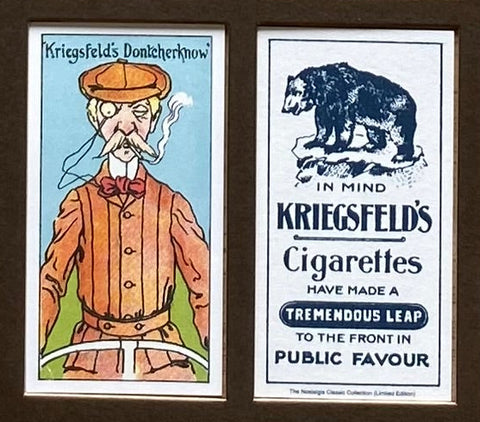 'Kriegsfeld's Dontcherknow'
IN MIND
KRIEGSFELD'S
Cigarettes
HAVE MADE A
TREMENDOUS LEAP
TO THE FRONT IN
PUBLIC FAVOUR
The Nostalgia Classic Collection (Limited Edition)